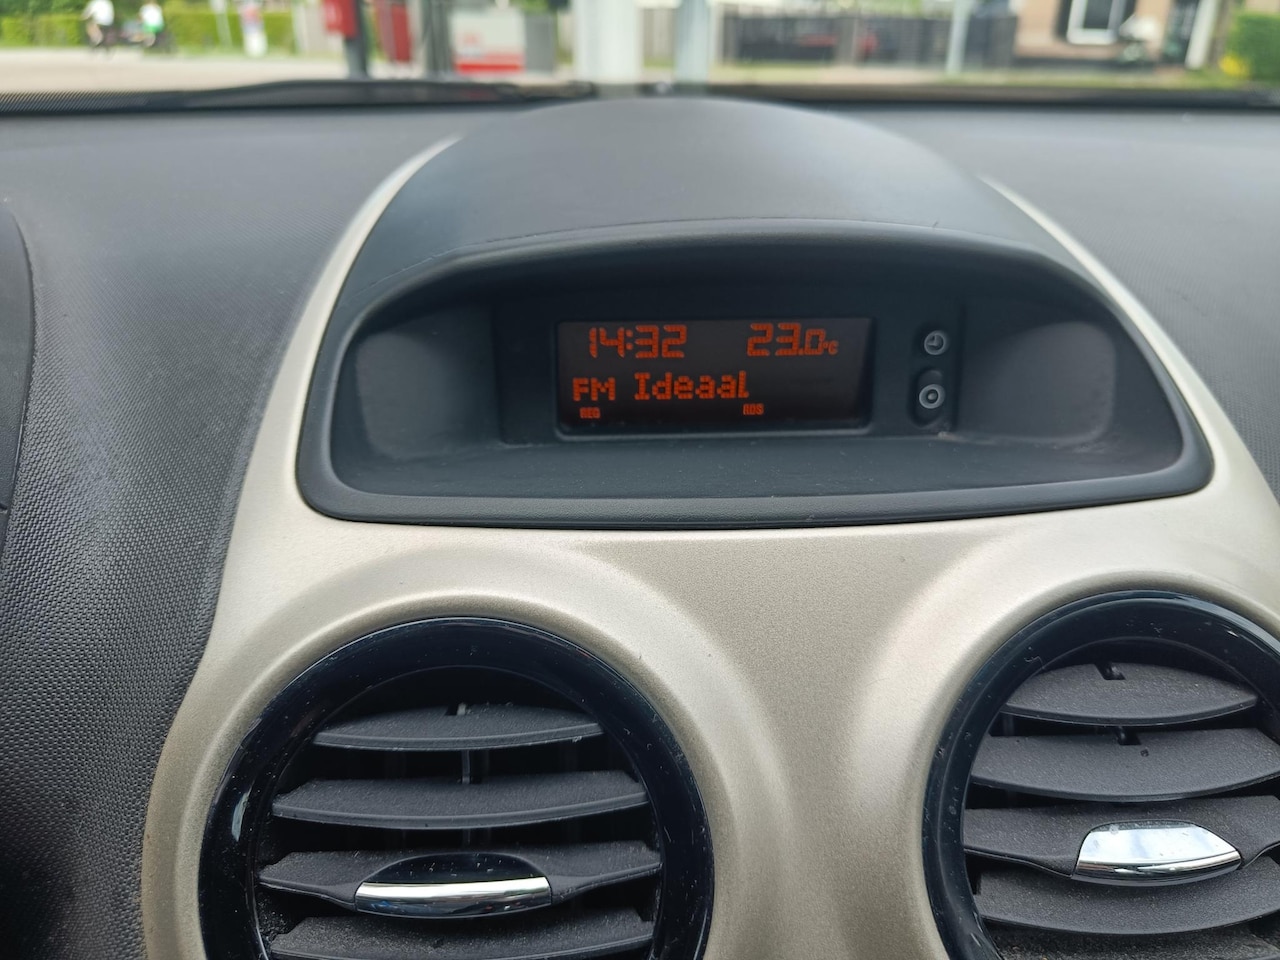 14:32 23.0°C
FM Ideaal
REG RDS